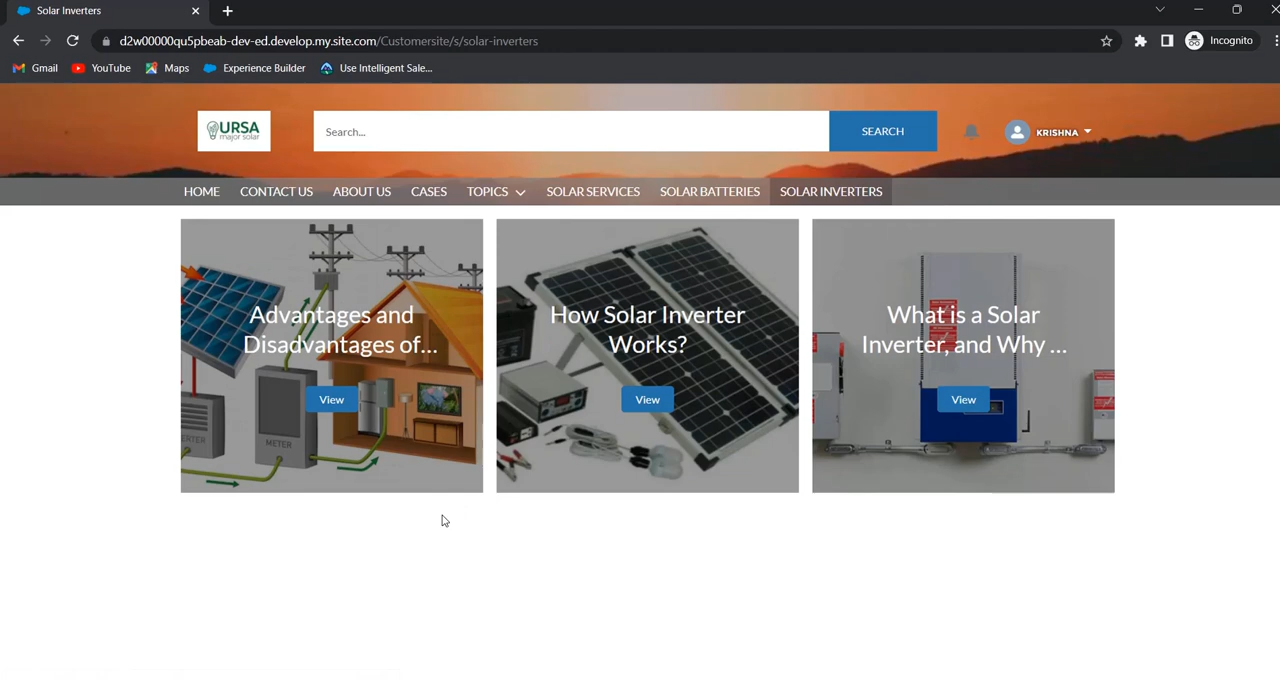 Solar Inverters
d2w00000qu5pbeab-dev-ed.develop.my.site.com/Customersite/s/solar-inverters
Incognito
Gmail YouTube Maps Experience Builder Use Intelligent Sale...
URSA
major solar
Search...
SEARCH
KRISHNA
HOME CONTACT US ABOUT US CASES TOPICS SOLAR SERVICES SOLAR BATTERIES SOLAR INVERTERS
Advantages and
Disadvantages of...
View
METER
How Solar Inverter
Works?
View
What is a Solar
Inverter, and Why ...
View